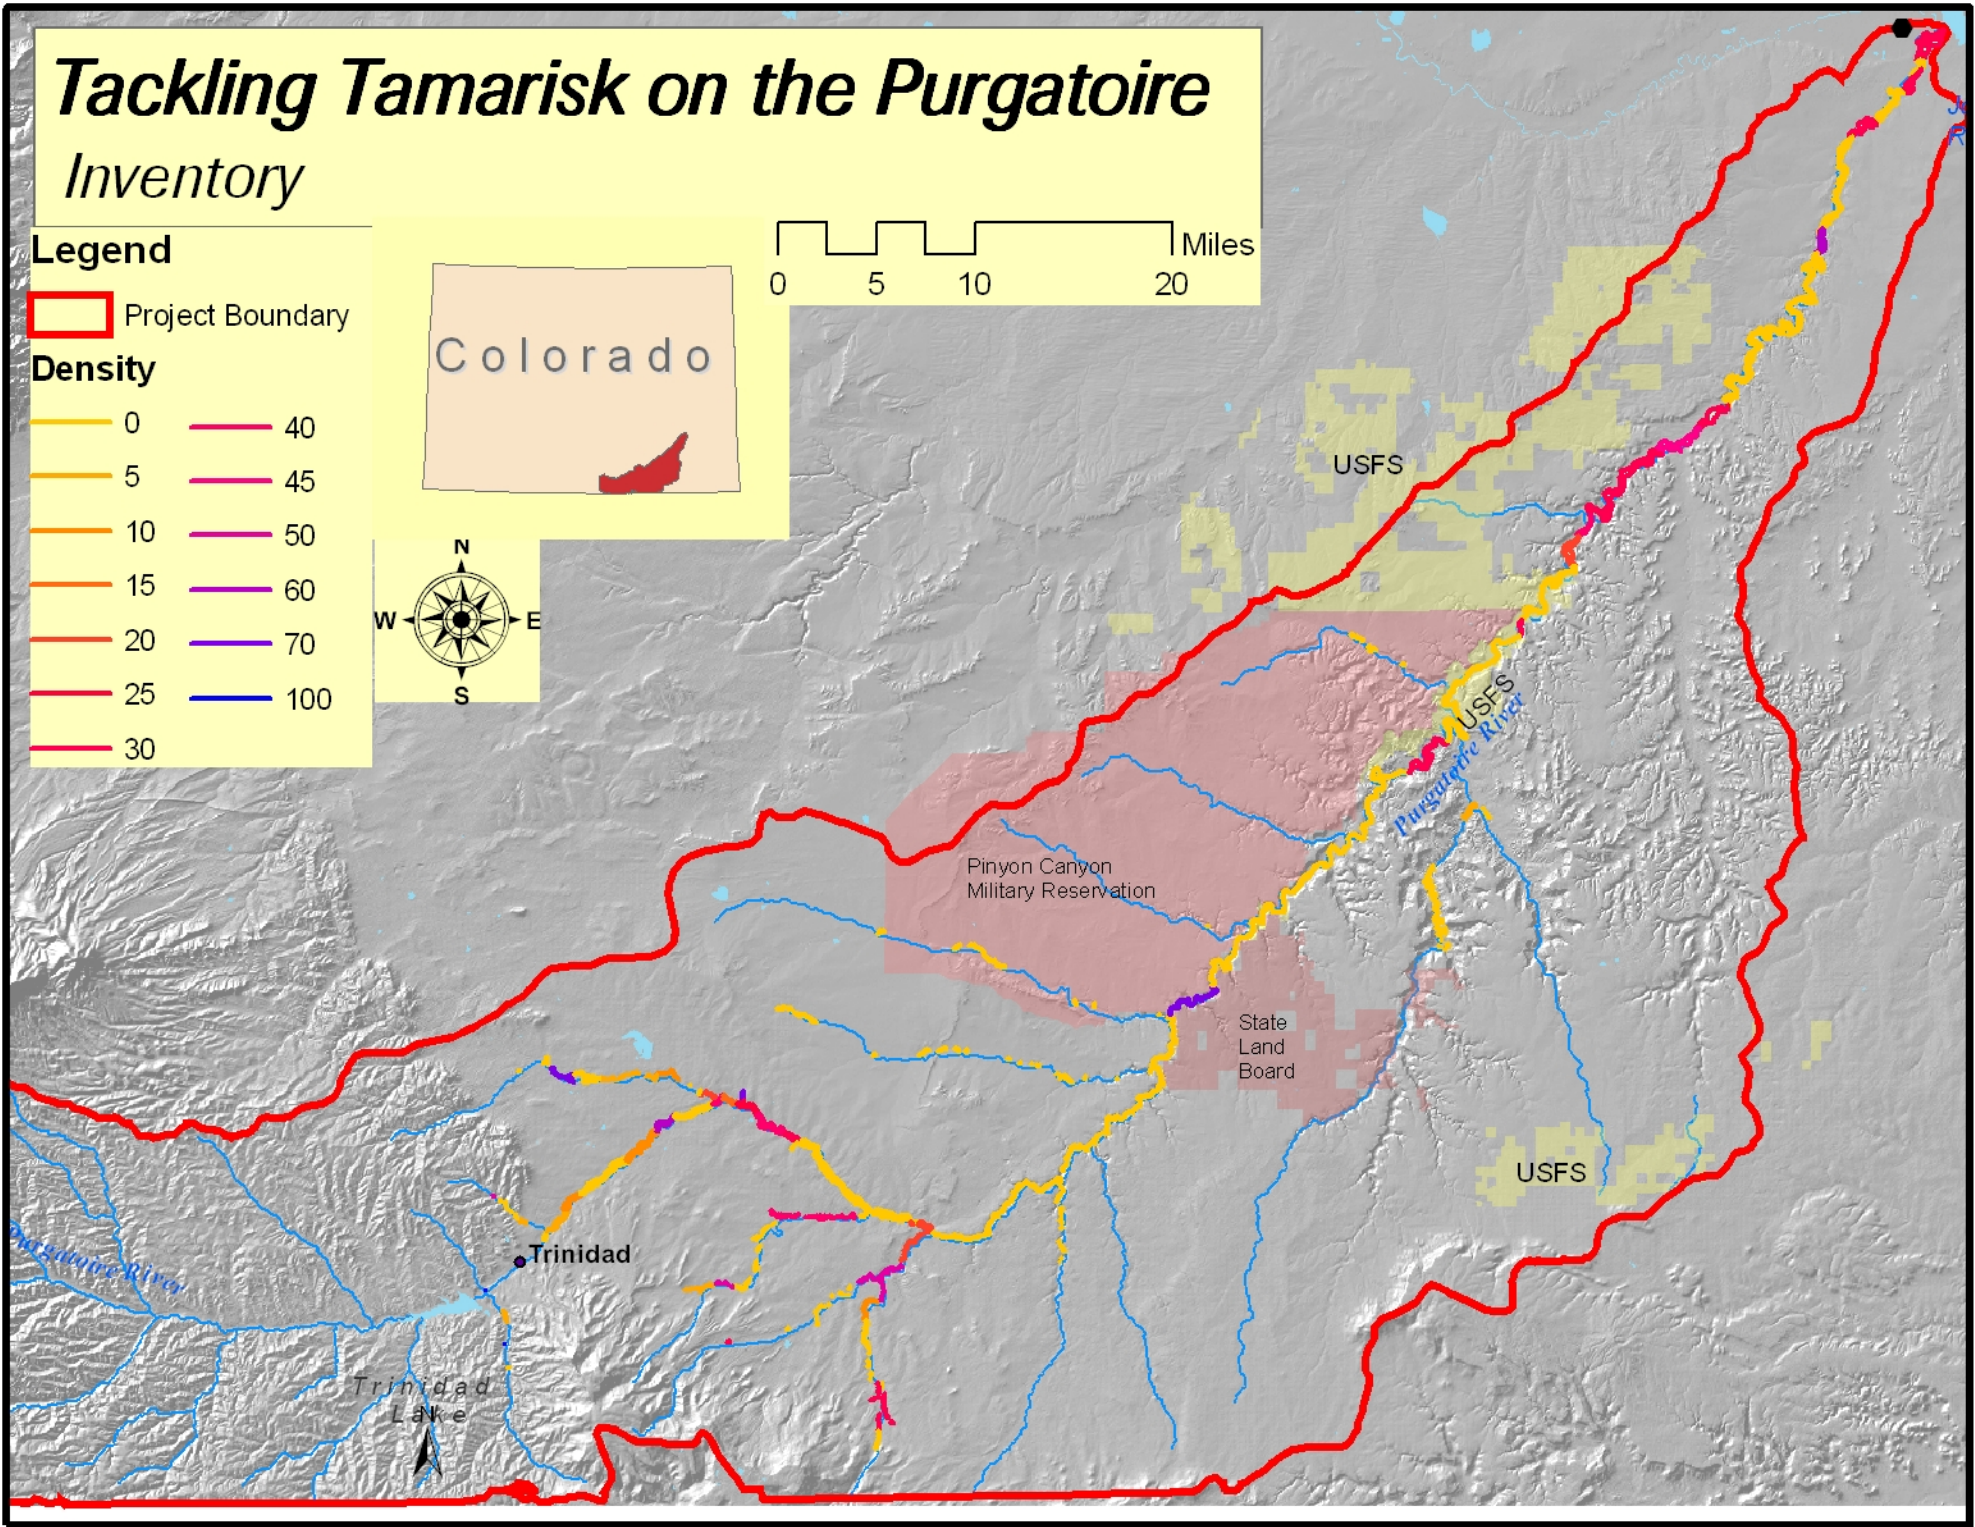 Tackling Tamarisk on the Purgatoire
Inventory
Legend
Project Boundary
Density
0
5
10
15
20
25
30
40
45
50
60
70
100
Colorado
Miles
0 5 10 20
N
W E
S
J
R
USFS
USFS
Purgatoire River
Pinyon Canyon
Military Reservation
State
Land
Board
USFS
Trinidad
Purgatoire River
Trinidad
Lake
N